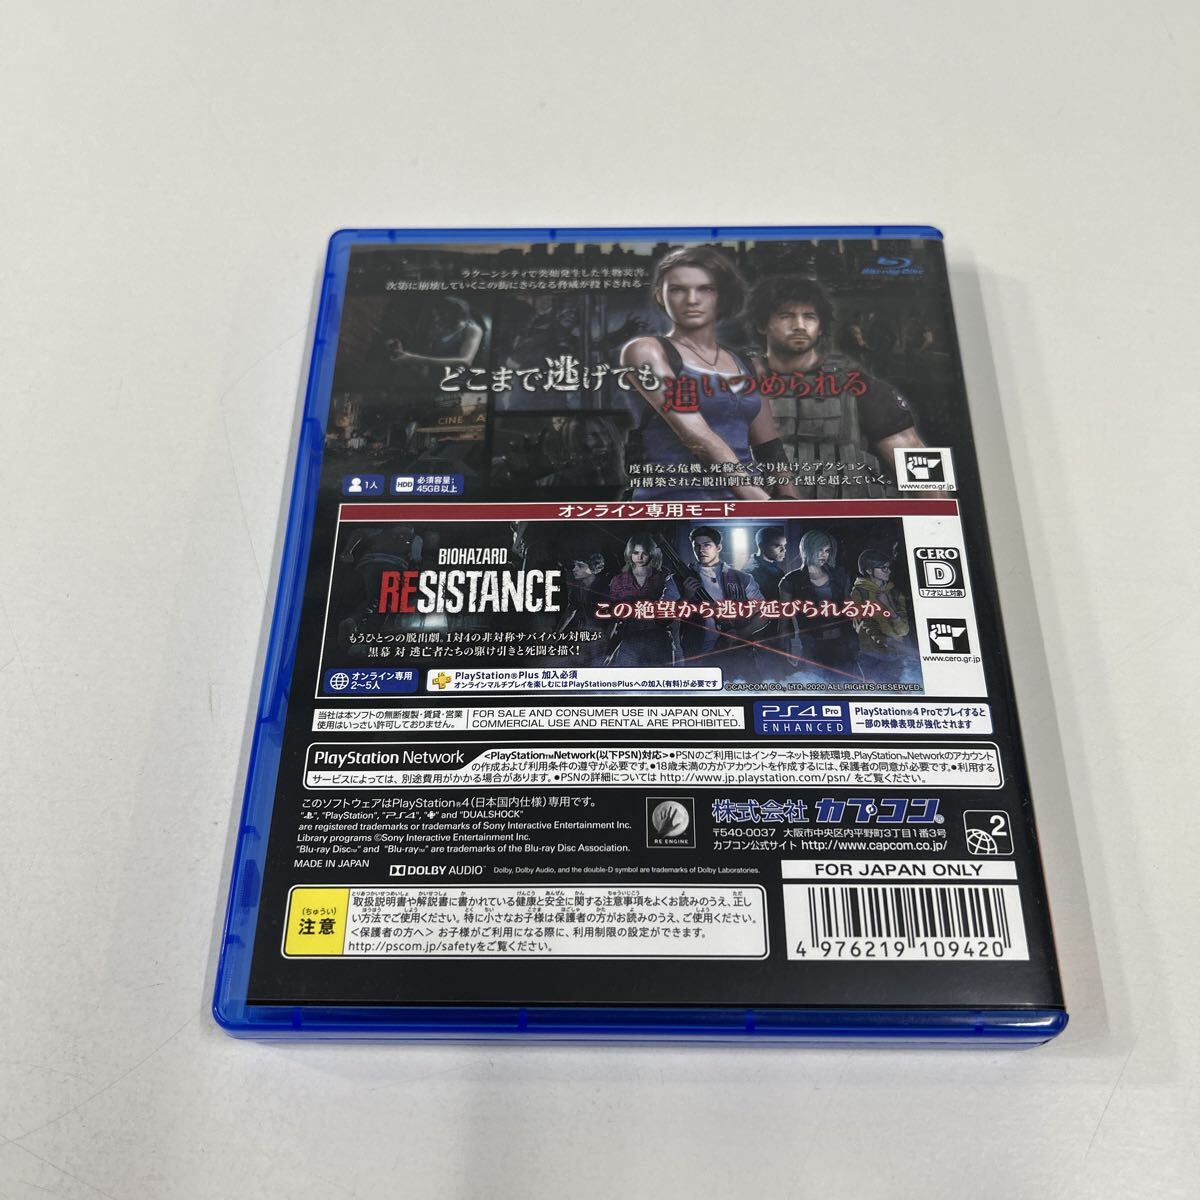 Blu-ray Disc
ラクーンシティで突如発生した生物災害。
次第に崩壊していくこの街にさらなる脅威が投下される―
どこまで逃げても追いつめられる
CINE
度重なる危機、死線をくぐり抜けるアクション、
再構築された脱出劇は数多の予想を超えていく。
www.cero.gr.jp
1人
HDD 必須容量:
45GB以上
オンライン専用モード
BIOHAZARD
RESISTANCE
この絶望から逃げ延びられるか。
もうひとつの脱出劇。1対4の非対称サバイバル対戦が
黒幕 対 逃亡者たちの駆け引きと死闘を描く!
CERO
D
17才以上対象
www.cero.gr.jp
オンライン専用
2～5人
PlayStation®Plus 加入必須
オンラインマルチプレイを楽しむにはPlayStation®Plusへの加入(有料)が必要です
©CAPCOM CO., LTD. 2020 ALL RIGHTS RESERVED.
当社は本ソフトの無断複製・賃貸・営業
使用はいっさい許可しておりません。
FOR SALE AND CONSUMER USE IN JAPAN ONLY.
COMMERCIAL USE AND RENTAL ARE PROHIBITED.
PS4 Pro
ENHANCED
PlayStation®4 Proでプレイすると
一部の映像表現が強化されます
PlayStation Network
<PlayStation™Network(以下PSN)対応>●PSNのご利用にはインターネット接続環境、PlayStation™Networkのアカウント
の作成および利用条件の遵守が必要です。●18歳未満の方がアカウントを作成するには、保護者の同意が必要です。●利用する
サービスによっては、別途費用がかかる場合があります。●PSNの詳細については http://www.jp.playstation.com/psn/ をご覧ください。
このソフトウェアはPlayStation®4(日本国内仕様)専用です。
"PlayStation", "PS4", and "DUALSHOCK"
are registered trademarks or trademarks of Sony Interactive Entertainment Inc.
Library programs ©Sony Interactive Entertainment Inc.
"Blu-ray Disc™" and "Blu-ray™" are trademarks of the Blu-ray Disc Association.
MADE IN JAPAN
DOLBY AUDIO™
Dolby, Dolby Audio, and the double-D symbol are trademarks of Dolby Laboratories.
RE ENGINE
株式会社 カプコン®
〒540-0037 大阪市中央区内平野町3丁目1番3号
カプコン公式サイト http://www.capcom.co.jp/
2
FOR JAPAN ONLY
4 976219 109420
(ちゅうい)
注意
取扱説明書や解説書に書かれている健康と安全に関する注意事項をよくお読みのうえ、正し
い方法でご使用ください。特に小さなお子様は保護者の方がお読みのうえ、ご使用ください。
<保護者の方へ> お子様がご利用になる際に、利用制限の設定ができます。
http://pscom.jp/safetyをご覧ください。